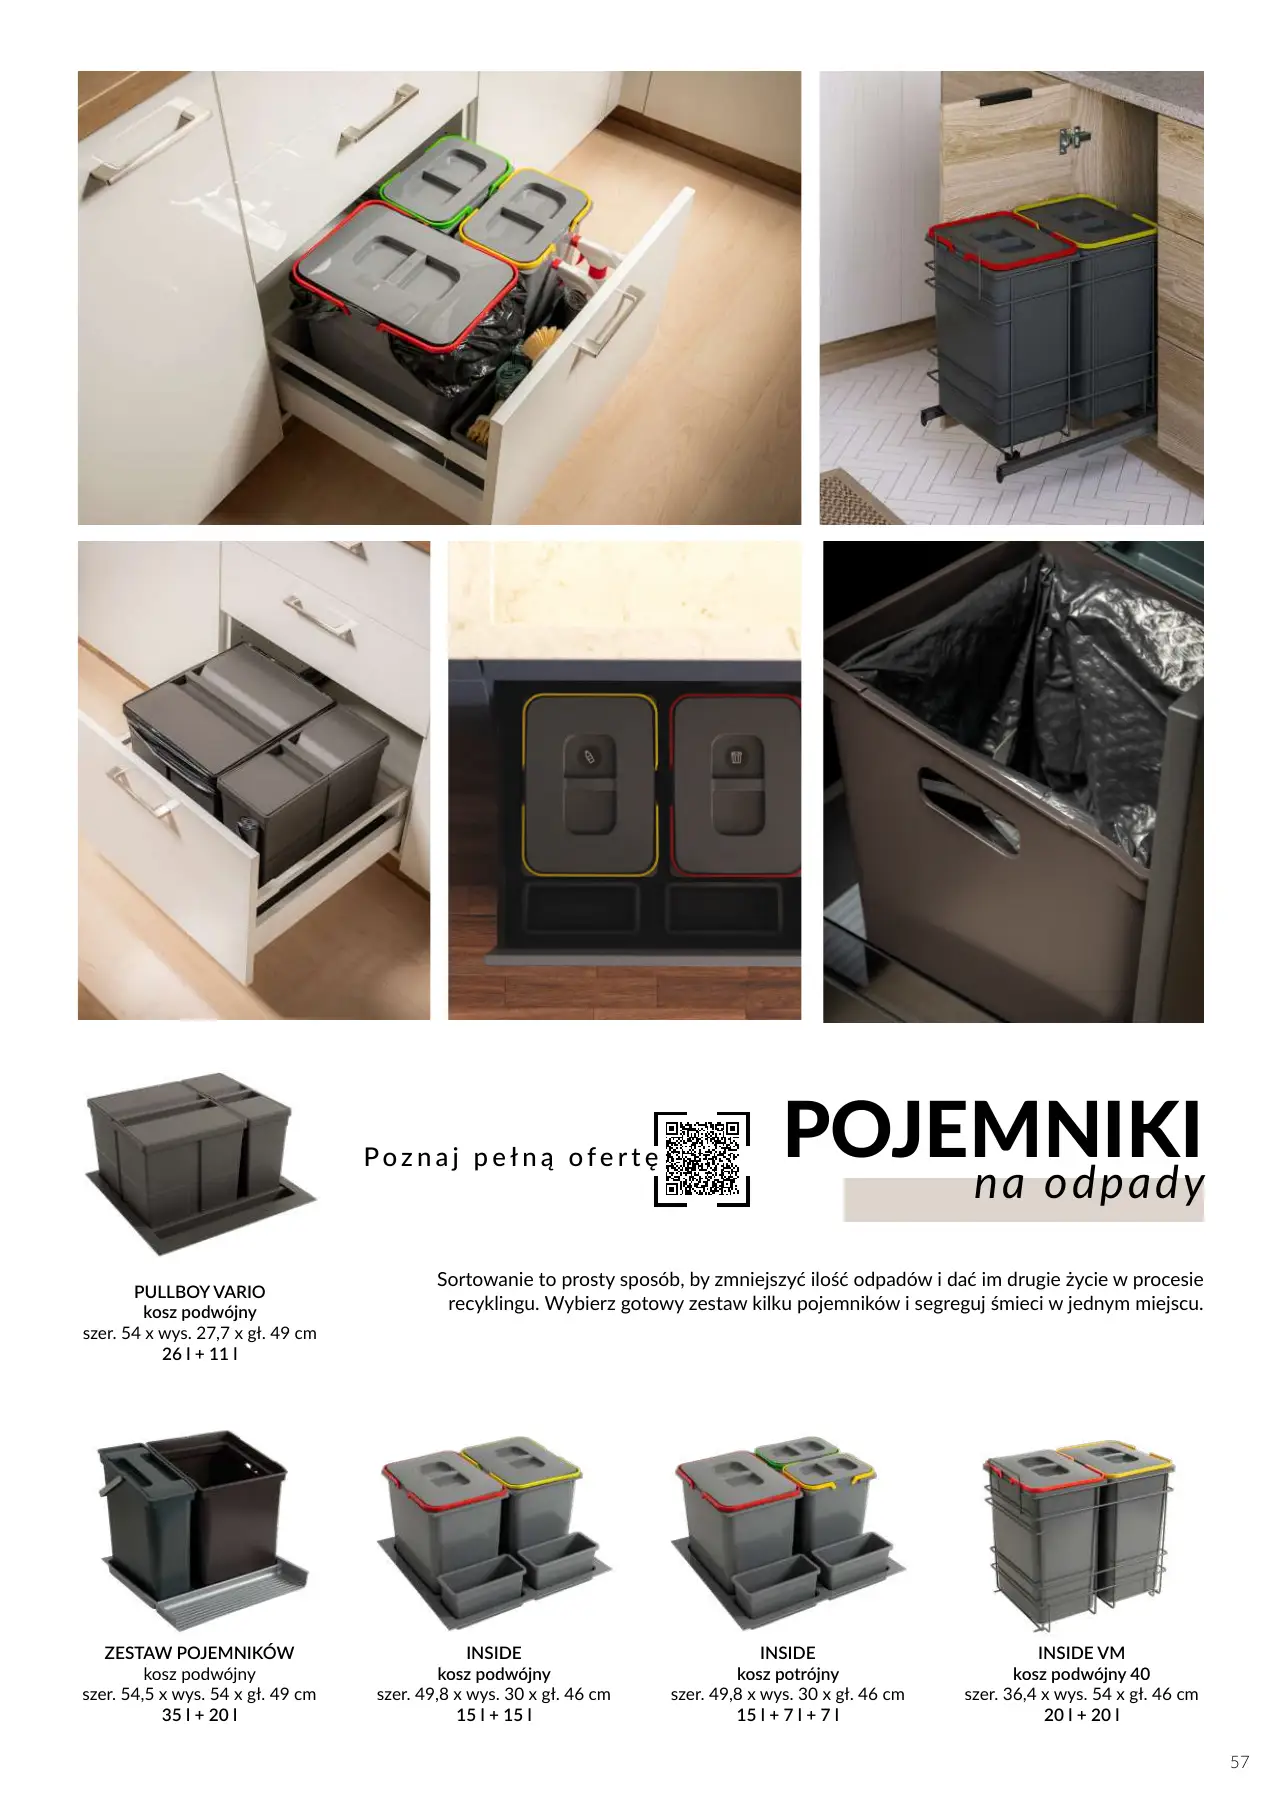 POJEMNIKI
na odpady
Poznaj pełną ofertę
Sortowanie to prosty sposób, by zmniejszyć ilość odpadów i dać im drugie życie w procesie
recyklingu. Wybierz gotowy zestaw kilku pojemników i segreguj śmieci w jednym miejscu.
PULLBOY VARIO
kosz podwójny
szer. 54 x wys. 27,7 x gł. 49 cm
26 l + 11 l
ZESTAW POJEMNIKÓW
kosz podwójny
szer. 54,5 x wys. 54 x gł. 49 cm
35 l + 20 l
INSIDE
kosz podwójny
szer. 49,8 x wys. 30 x gł. 46 cm
15 l + 15 l
INSIDE
kosz potrójny
szer. 49,8 x wys. 30 x gł. 46 cm
15 l + 7 l + 7 l
INSIDE VM
kosz podwójny 40
szer. 36,4 x wys. 54 x gł. 46 cm
20 l + 20 l
57